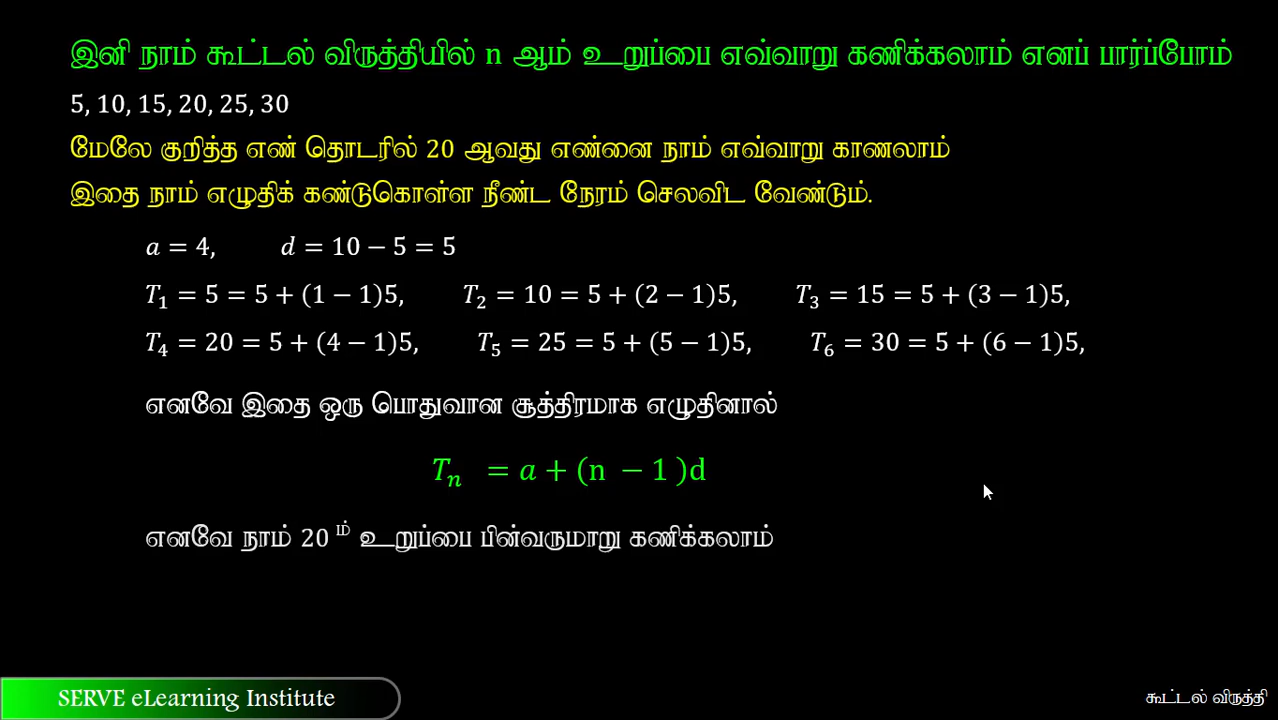 இனி நாம் கூட்டல் விருத்தியில் n ஆம் உறுப்பை எவ்வாறு கணிக்கலாம் எனப் பார்ப்போம்
5, 10, 15, 20, 25, 30
மேலே குறித்த எண் தொடரில் 20 ஆவது எண்னை நாம் எவ்வாறு காணலாம்
இதை நாம் எழுதிக் கண்டுகொள்ள நீண்ட நேரம் செலவிட வேண்டும்.
a = 4, d = 10 − 5 = 5
T₁ = 5 = 5 + (1 − 1)5, T₂ = 10 = 5 + (2 − 1)5, T₃ = 15 = 5 + (3 − 1)5,
T₄ = 20 = 5 + (4 − 1)5, T₅ = 25 = 5 + (5 − 1)5, T₆ = 30 = 5 + (6 − 1)5,
எனவே இதை ஒரு பொதுவான சூத்திரமாக எழுதினால்
Tₙ = a + (n − 1 )d
எனவே நாம் 20 ம் உறுப்பை பின்வருமாறு கணிக்கலாம்
SERVE eLearning Institute
கூட்டல் விருத்தி